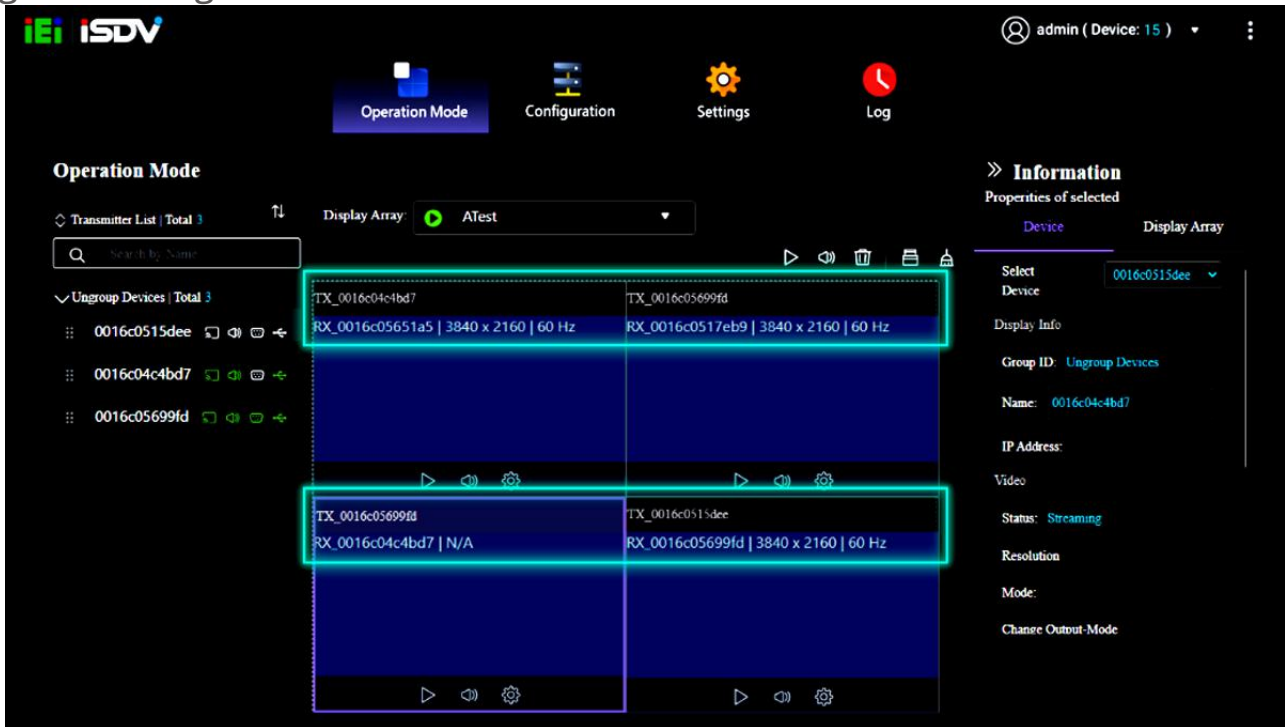 iEi iSDV
admin ( Device: 15 )
Operation Mode
Configuration
Settings
Log
Operation Mode
Transmitter List | Total 3
Search by Name
Ungroup Devices | Total 3
0016c0515dee
0016c04c4bd7
0016c05699fd
Display Array:
ATest
TX_0016c04c4bd7
RX_0016c05651a5 | 3840 x 2160 | 60 Hz
TX_0016c05699fd
RX_0016c0517eb9 | 3840 x 2160 | 60 Hz
TX_0016c05699fd
RX_0016c04c4bd7 | N/A
TX_0016c0515dee
RX_0016c05699fd | 3840 x 2160 | 60 Hz
Information
Properities of selected
Device
Display Array
Select
Device
0016c0515dee
Display Info
Group ID: Ungroup Devices
Name: 0016c04c4bd7
IP Address:
Video
Status: Streaming
Resolution
Mode:
Change Output-Mode